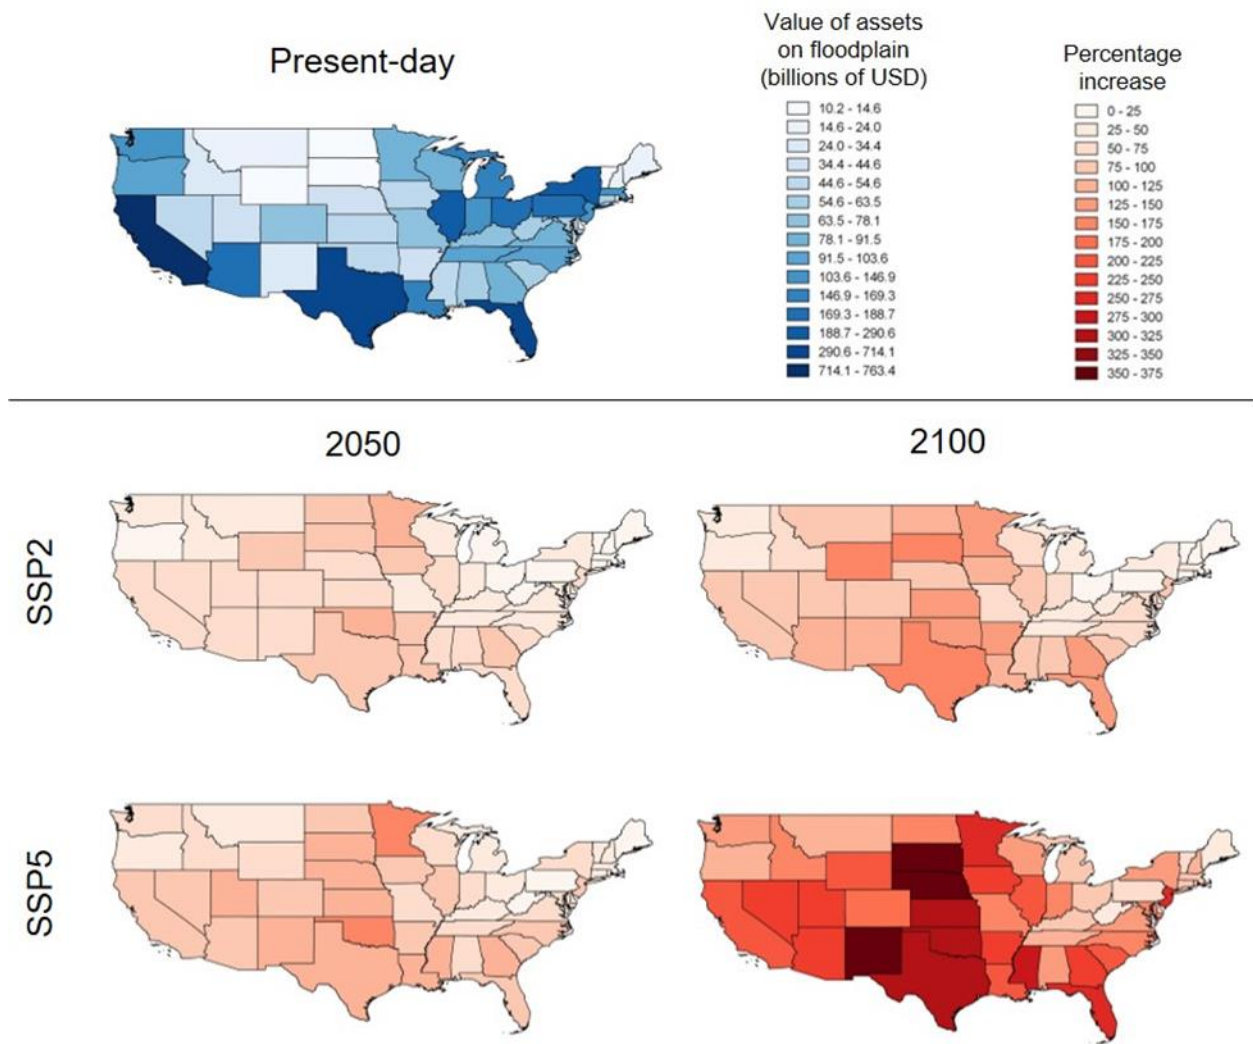 Present-day
Value of assets
on floodplain
(billions of USD)
10.2 - 14.6
14.6 - 24.0
24.0 - 34.4
34.4 - 44.6
44.6 - 54.6
54.6 - 63.5
63.5 - 78.1
78.1 - 91.5
91.5 - 103.6
103.6 - 146.9
146.9 - 169.3
169.3 - 188.7
188.7 - 290.6
290.6 - 714.1
714.1 - 763.4
Percentage
increase
0 - 25
25 - 50
50 - 75
75 - 100
100 - 125
125 - 150
150 - 175
175 - 200
200 - 225
225 - 250
250 - 275
275 - 300
300 - 325
325 - 350
350 - 375
2050
2100
SSP2
SSP5